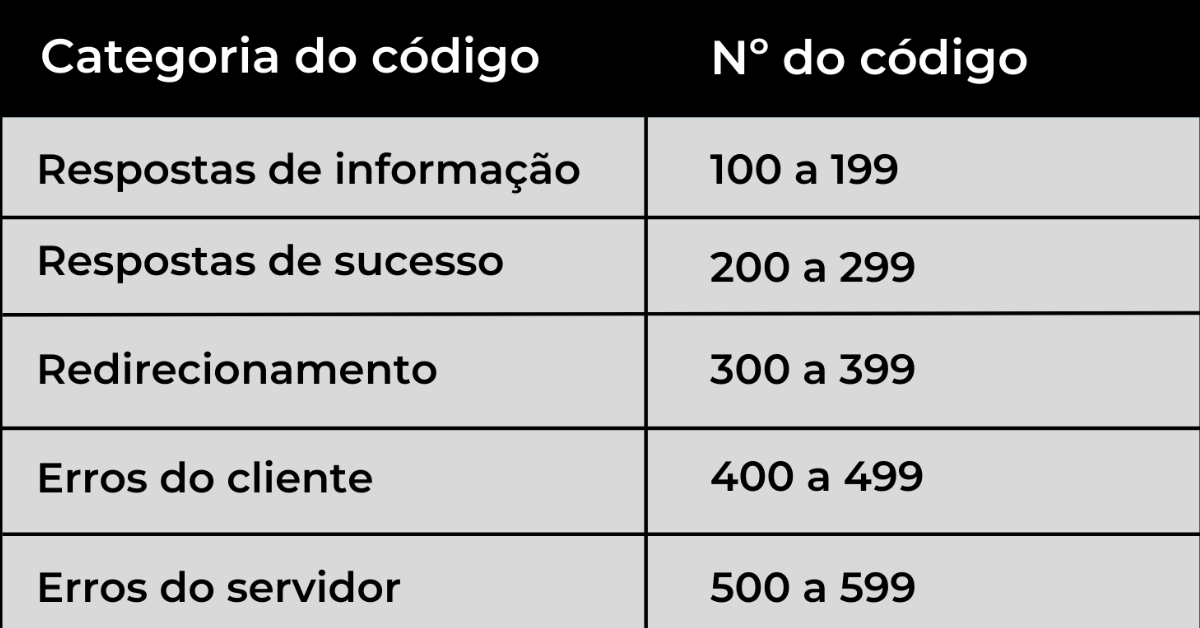 Categoria do código Nº do código
Respostas de informação 100 a 199
Respostas de sucesso 200 a 299
Redirecionamento 300 a 399
Erros do cliente 400 a 499
Erros do servidor 500 a 599